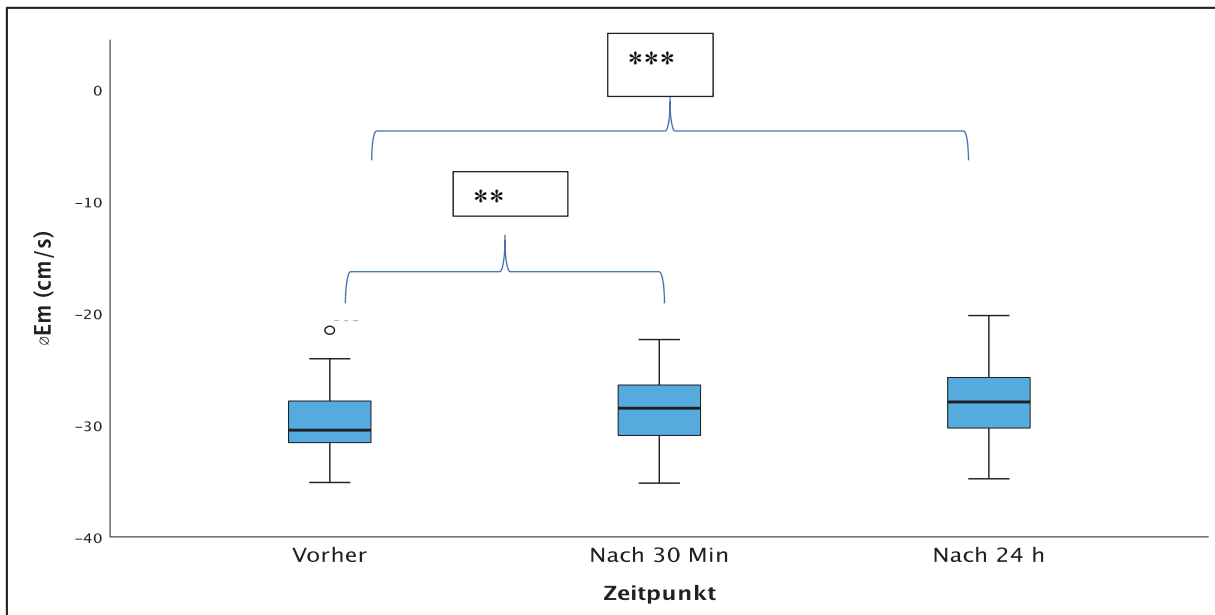 ***
0
**
–10
–20
–30
–40
⌀Em (cm/s)
Vorher
Nach 30 Min
Nach 24 h
Zeitpunkt